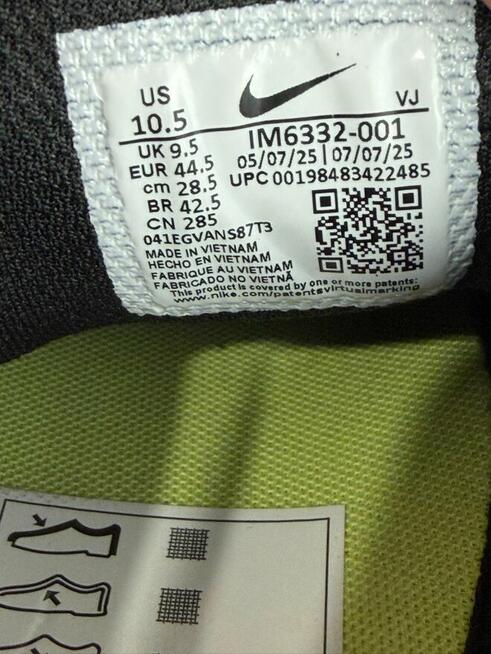 US
10.5
VJ
UK 9.5
EUR 44.5
cm 28.5
BR 42.5
CN 285
IM6332-001
05/07/25 | 07/07/25
UPC 00198483422485
041EGVANS87T3
MADE IN VIETNAM
HECHO EN VIETNAM
FABRIQUE AU VIETNAM
FABRICADO NO VIETNÃ
This product is covered by one or more patents:
www.nike.com/patentsvirtualmarking